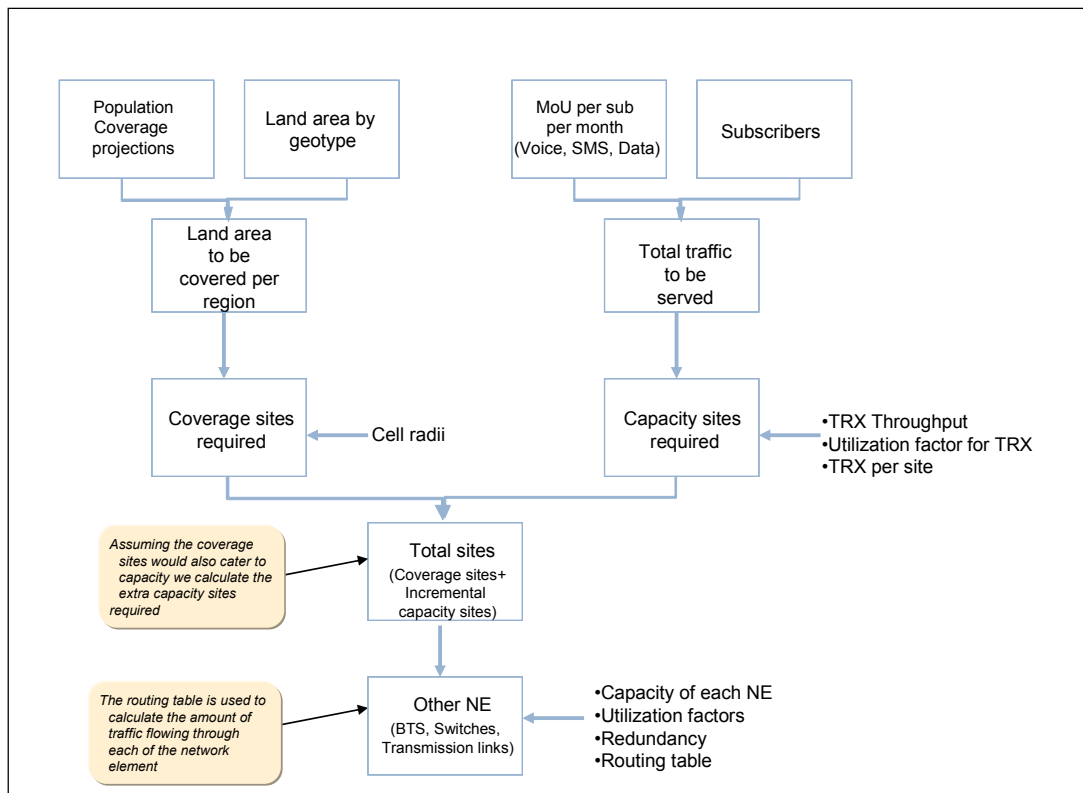 Population
Coverage
projections
Land area by
geotype
MoU per sub
per month
(Voice, SMS, Data)
Subscribers
Land area
to be
covered per
region
Total traffic
to be
served
Coverage sites
required
Cell radii
Capacity sites
required
•TRX Throughput
•Utilization factor for TRX
•TRX per site
Assuming the coverage
sites would also cater to
capacity we calculate the
extra capacity sites
required
Total sites
(Coverage sites+
Incremental
capacity sites)
The routing table is used to
calculate the amount of
traffic flowing through
each of the network
element
Other NE
(BTS, Switches,
Transmission links)
•Capacity of each NE
•Utilization factors
•Redundancy
•Routing table